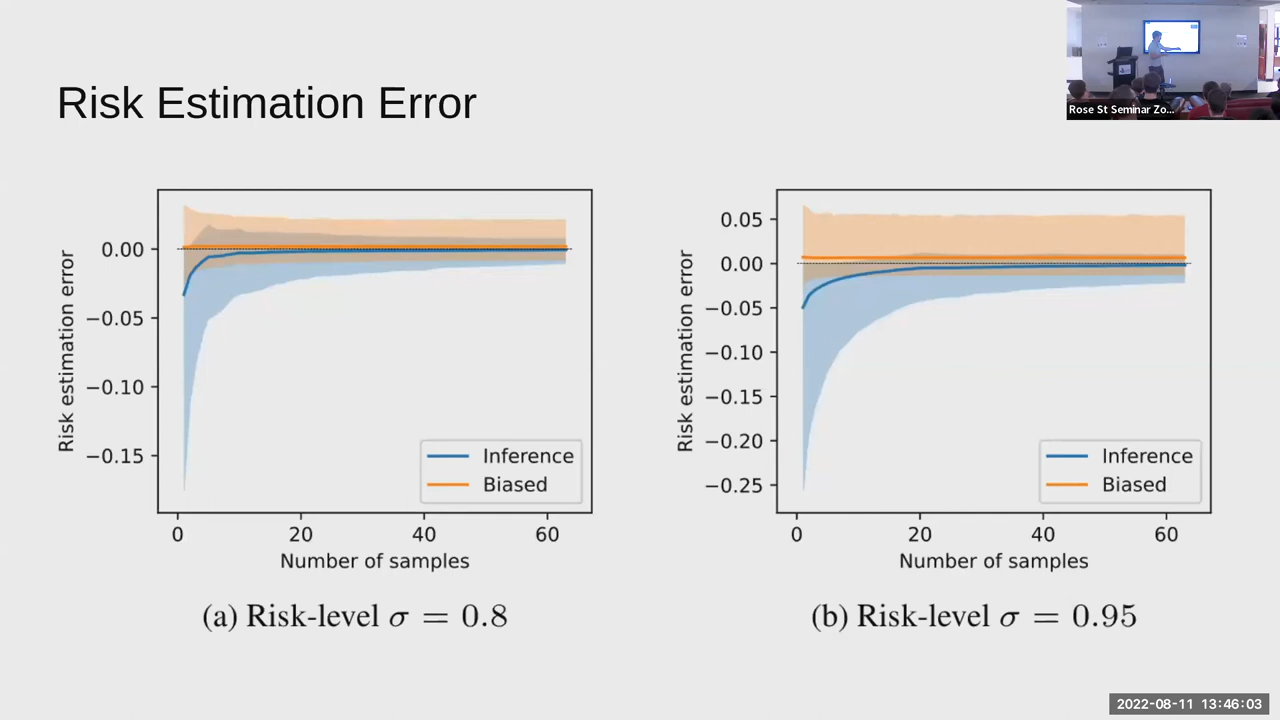 Risk Estimation Error
Rose St Seminar Zo...
Risk estimation error
0.00
−0.05
−0.10
−0.15
Inference
Biased
0
20
40
60
Number of samples
(a) Risk-level σ = 0.8
Risk estimation error
0.05
0.00
−0.05
−0.10
−0.15
−0.20
−0.25
Inference
Biased
0
20
40
60
Number of samples
(b) Risk-level σ = 0.95
2022-08-11 13:46:03